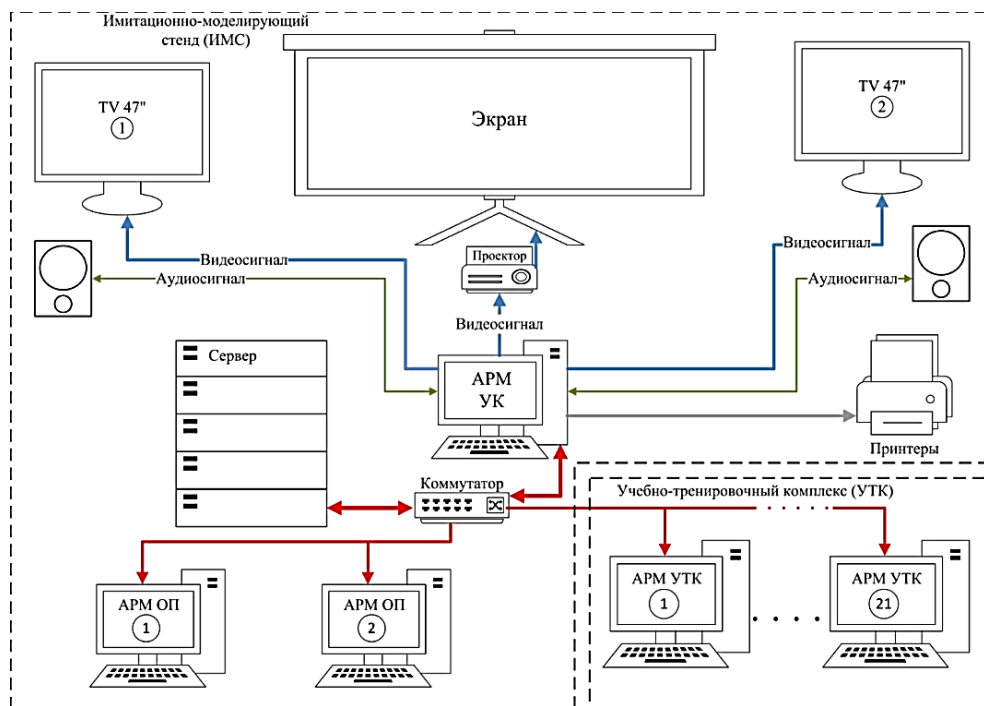 Имитационно-моделирующий
стенд (ИМС)
TV 47"
1
Экран
TV 47"
2
Проектор
Видеосигнал
Аудиосигнал
Видеосигнал
Аудиосигнал
Видеосигнал
Сервер
АРМ
УК
Принтеры
Коммутатор
Учебно-тренировочный комплекс (УТК)
АРМ ОП
1
АРМ ОП
2
АРМ УТК
1
АРМ УТК
21